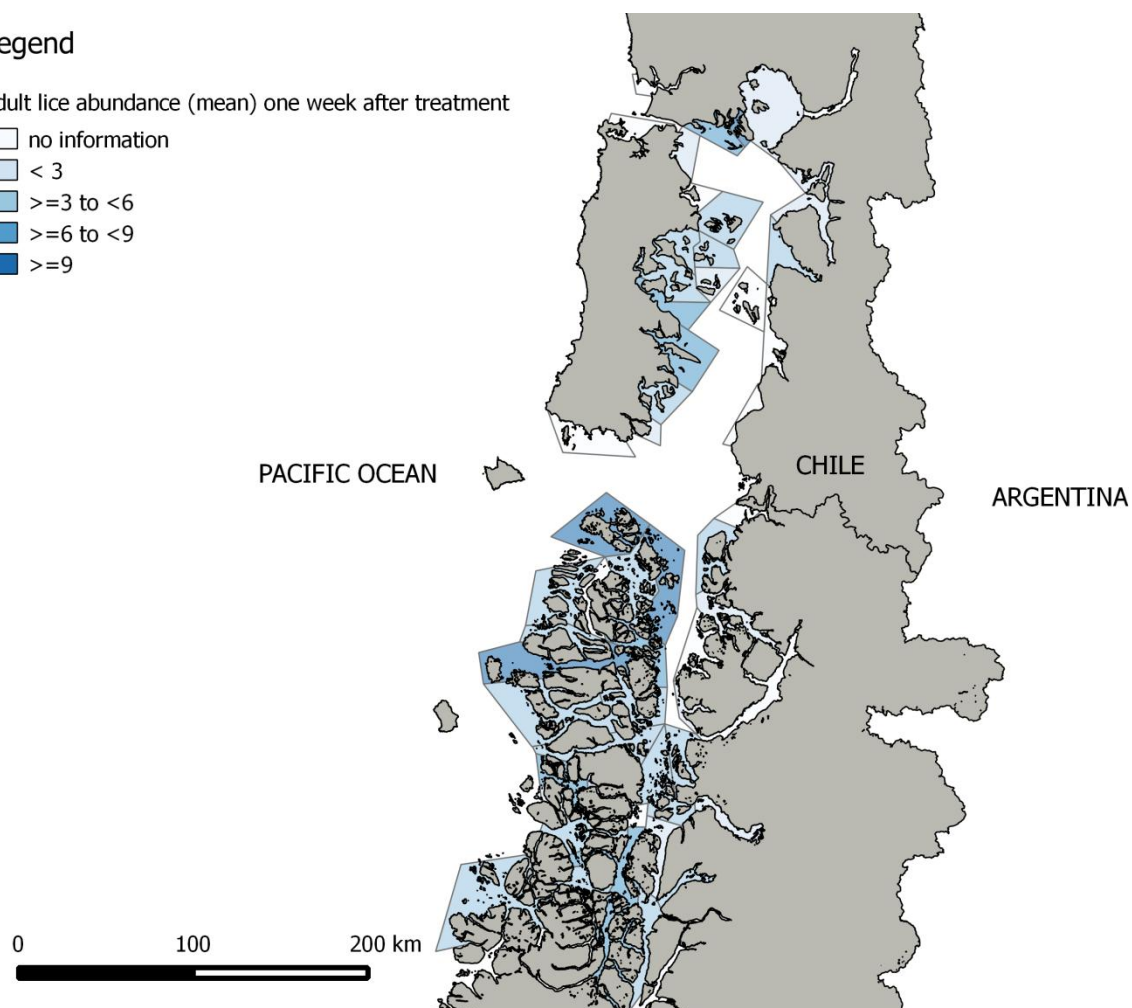 egend
dult lice abundance (mean) one week after treatment
no information
< 3
>=3 to <6
>=6 to <9
>=9
PACIFIC OCEAN
CHILE
ARGENTINA
0 100 200 km